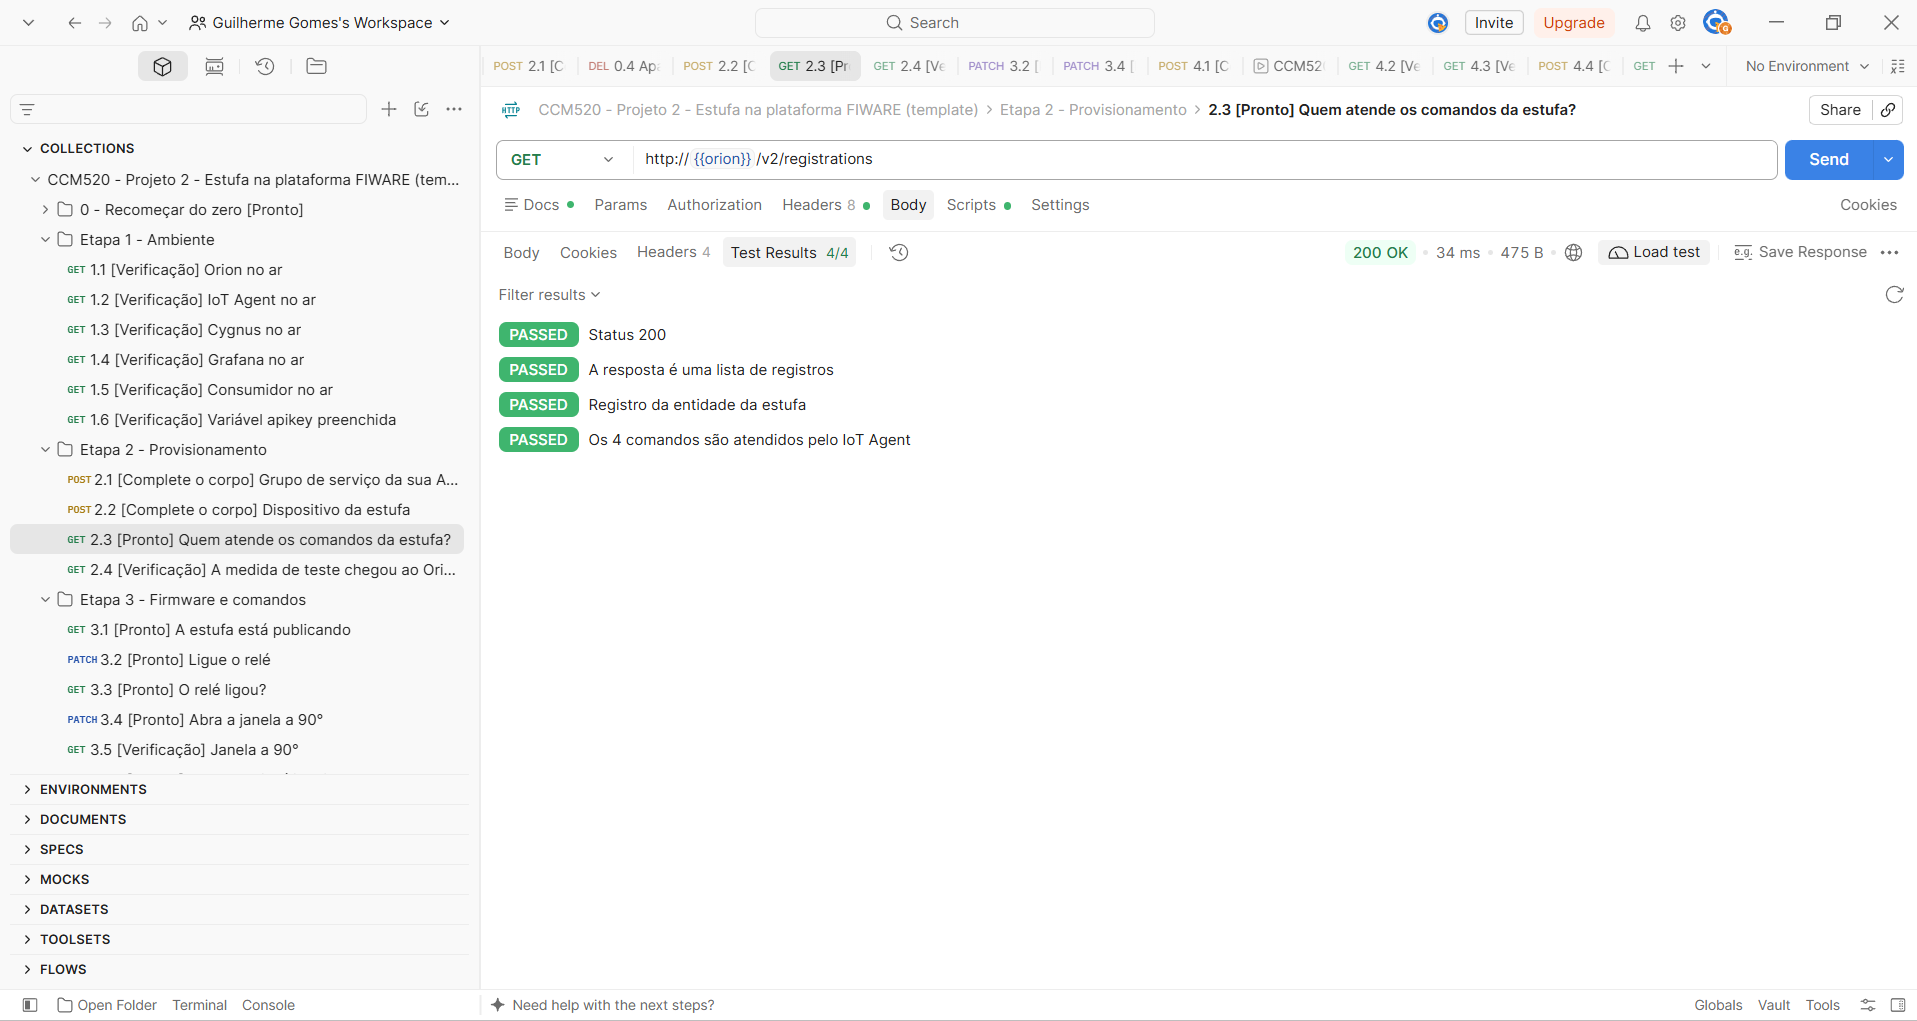 Guilherme Gomes's Workspace
Search
Invite
Upgrade
POST 2.1 [C
DEL 0.4 Apa
POST 2.2 [C
GET 2.3 [Pr
GET 2.4 [Ve
PATCH 3.2 [
PATCH 3.4 [
POST 4.1 [C
CCM52
GET 4.2 [Ve
GET 4.3 [Ve
POST 4.4 [C
GET
No Environment
HTTP CCM520 - Projeto 2 - Estufa na plataforma FIWARE (template) > Etapa 2 - Provisionamento > 2.3 [Pronto] Quem atende os comandos da estufa?
Share
GET
http:// {{orion}} /v2/registrations
Send
Docs
Params
Authorization
Headers 8
Body
Scripts
Settings
Cookies
Body
Cookies
Headers 4
Test Results 4/4
200 OK
34 ms
475 B
Load test
e.g. Save Response
Filter results
PASSED Status 200
PASSED A resposta é uma lista de registros
PASSED Registro da entidade da estufa
PASSED Os 4 comandos são atendidos pelo IoT Agent
COLLECTIONS
CCM520 - Projeto 2 - Estufa na plataforma FIWARE (tem...
0 - Recomeçar do zero [Pronto]
Etapa 1 - Ambiente
GET 1.1 [Verificação] Orion no ar
GET 1.2 [Verificação] IoT Agent no ar
GET 1.3 [Verificação] Cygnus no ar
GET 1.4 [Verificação] Grafana no ar
GET 1.5 [Verificação] Consumidor no ar
GET 1.6 [Verificação] Variável apikey preenchida
Etapa 2 - Provisionamento
POST 2.1 [Complete o corpo] Grupo de serviço da sua A...
POST 2.2 [Complete o corpo] Dispositivo da estufa
GET 2.3 [Pronto] Quem atende os comandos da estufa?
GET 2.4 [Verificação] A medida de teste chegou ao Ori...
Etapa 3 - Firmware e comandos
GET 3.1 [Pronto] A estufa está publicando
PATCH 3.2 [Pronto] Ligue o relé
GET 3.3 [Pronto] O relé ligou?
PATCH 3.4 [Pronto] Abra a janela a 90°
GET 3.5 [Verificação] Janela a 90°
ENVIRONMENTS
DOCUMENTS
SPECS
MOCKS
DATASETS
TOOLSETS
FLOWS
Open Folder
Terminal
Console
Need help with the next steps?
Globals
Vault
Tools